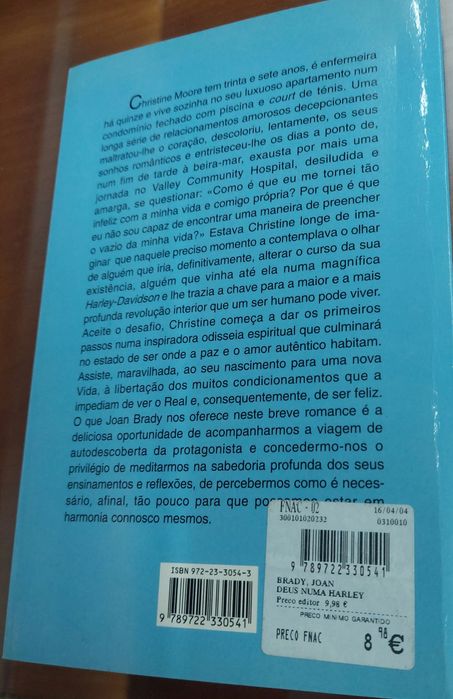 Christine Moore tem trinta e sete anos, é enfermeira
há quinze e vive sozinha no seu luxuoso apartamento num
condomínio fechado com piscina e court de ténis. Uma
longa série de relacionamentos amorosos decepcionantes
maltratou-lhe o coração, descoloriu, lentamente, os seus
sonhos românticos e entristeceu-lhe os dias a ponto de,
num fim de tarde à beira-mar, exausta por mais uma
jornada no Valley Community Hospital, desiludida e
amarga, se questionar: «Como é que eu me tornei tão
infeliz com a minha vida e comigo própria? Por que é que
eu não sou capaz de encontrar uma maneira de preencher
o vazio da minha vida?» Estava Christine longe de ima-
ginar que naquele preciso momento a contemplava o olhar
de alguém que iria, definitivamente, alterar o curso da sua
existência, alguém que vinha até ela numa magnífica
Harley-Davidson e lhe trazia a chave para a maior e a mais
profunda revolução interior que um ser humano pode viver.
Aceite o desafio, Christine começa a dar os primeiros
passos numa inspiradora odisseia espiritual que culminará
no estado de ser onde a paz e o amor autêntico habitam.
Assiste, maravilhada, ao seu nascimento para uma nova
Vida, à libertação dos muitos condicionamentos que a
impediam de ver o Real e, consequentemente, de ser feliz.
O que Joan Brady nos oferece neste breve romance é a
deliciosa oportunidade de acompanharmos a viagem de
autodescoberta da protagonista e concedermo-nos o
privilégio de meditarmos na sabedoria profunda dos seus
ensinamentos e reflexões, de percebermos como é neces-
sário, afinal, tão pouco para que possamos estar em
harmonia connosco mesmos.
FNAC - 02 16/04/04
300101020232 0310010
9 789722 330541
BRADY, JOAN
DEUS NUMA HARLEY
Preco editor 9,98 €
PRECO MINIMO GARANTIDO
PRECO FNAC 8,98 €
ISBN 972-23-3054-3
9 789722 330541